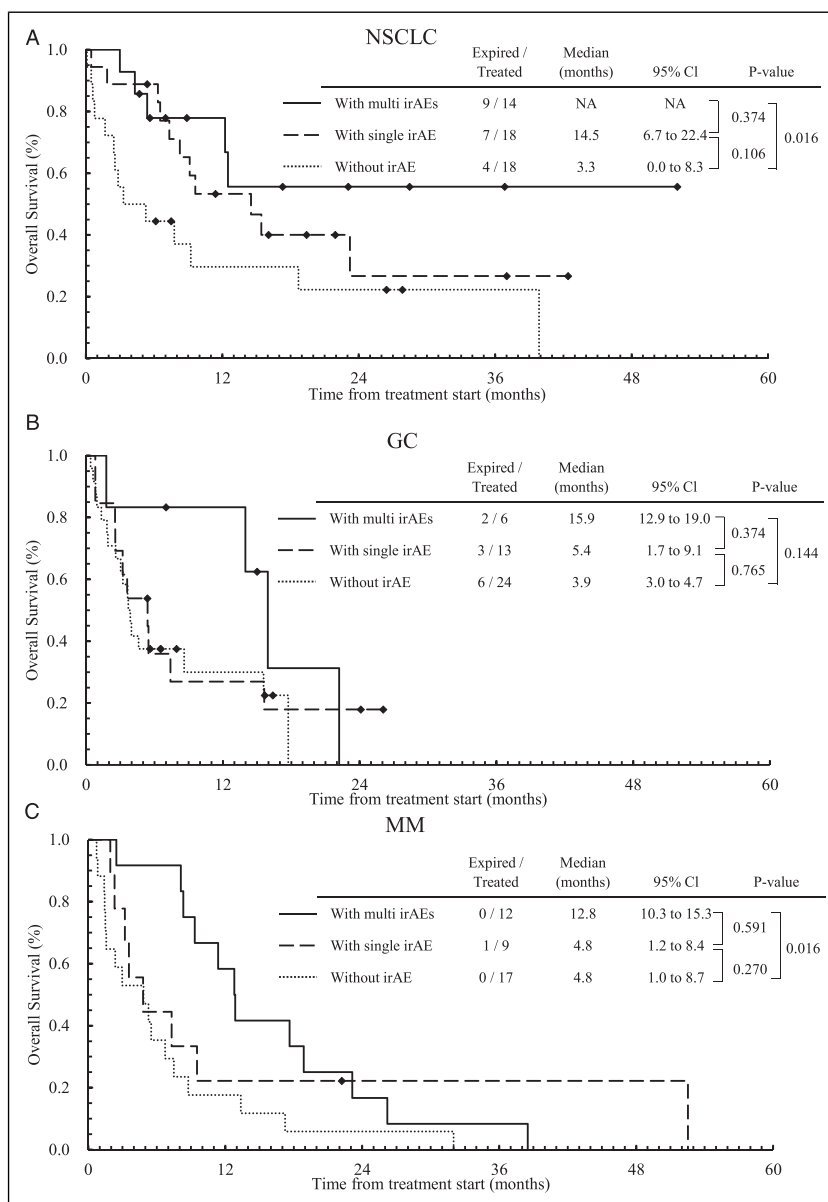 A
NSCLC
Expired / Median
Treated (months) 95% Cl P-value
With multi irAEs 9 / 14 NA NA
0.374
With single irAE 7 / 18 14.5 6.7 to 22.4 0.016
0.106
Without irAE 4 / 18 3.3 0.0 to 8.3
Overall Survival (%)
1.0
0.8
0.6
0.4
0.2
0.0
0 12 24 36 48 60
Time from treatment start (months)
B
GC
Expired / Median
Treated (months) 95% Cl P-value
With multi irAEs 2 / 6 15.9 12.9 to 19.0
0.374
With single irAE 3 / 13 5.4 1.7 to 9.1 0.144
0.765
Without irAE 6 / 24 3.9 3.0 to 4.7
Overall Survival (%)
1.0
0.8
0.6
0.4
0.2
0.0
0 12 24 36 48 60
Time from treatment start (months)
C
MM
Expired / Median
Treated (months) 95% Cl P-value
With multi irAEs 0 / 12 12.8 10.3 to 15.3
0.591
With single irAE 1 / 9 4.8 1.2 to 8.4 0.016
0.270
Without irAE 0 / 17 4.8 1.0 to 8.7
Overall Survival (%)
1.0
0.8
0.6
0.4
0.2
0.0
0 12 24 36 48 60
Time from treatment start (months)